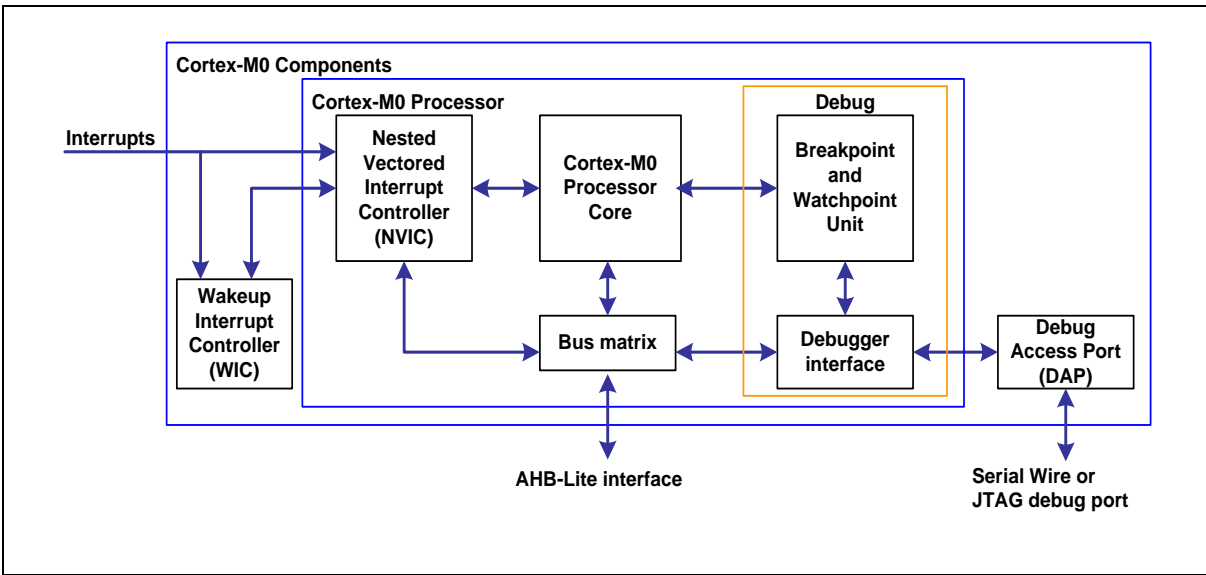 Cortex-M0 Components
Cortex-M0 Processor
Debug
Interrupts
Nested
Vectored
Interrupt
Controller
(NVIC)
Cortex-M0
Processor
Core
Breakpoint
and
Watchpoint
Unit
Wakeup
Interrupt
Controller
(WIC)
Bus matrix
Debugger
interface
Debug
Access Port
(DAP)
AHB-Lite interface
Serial Wire or
JTAG debug port